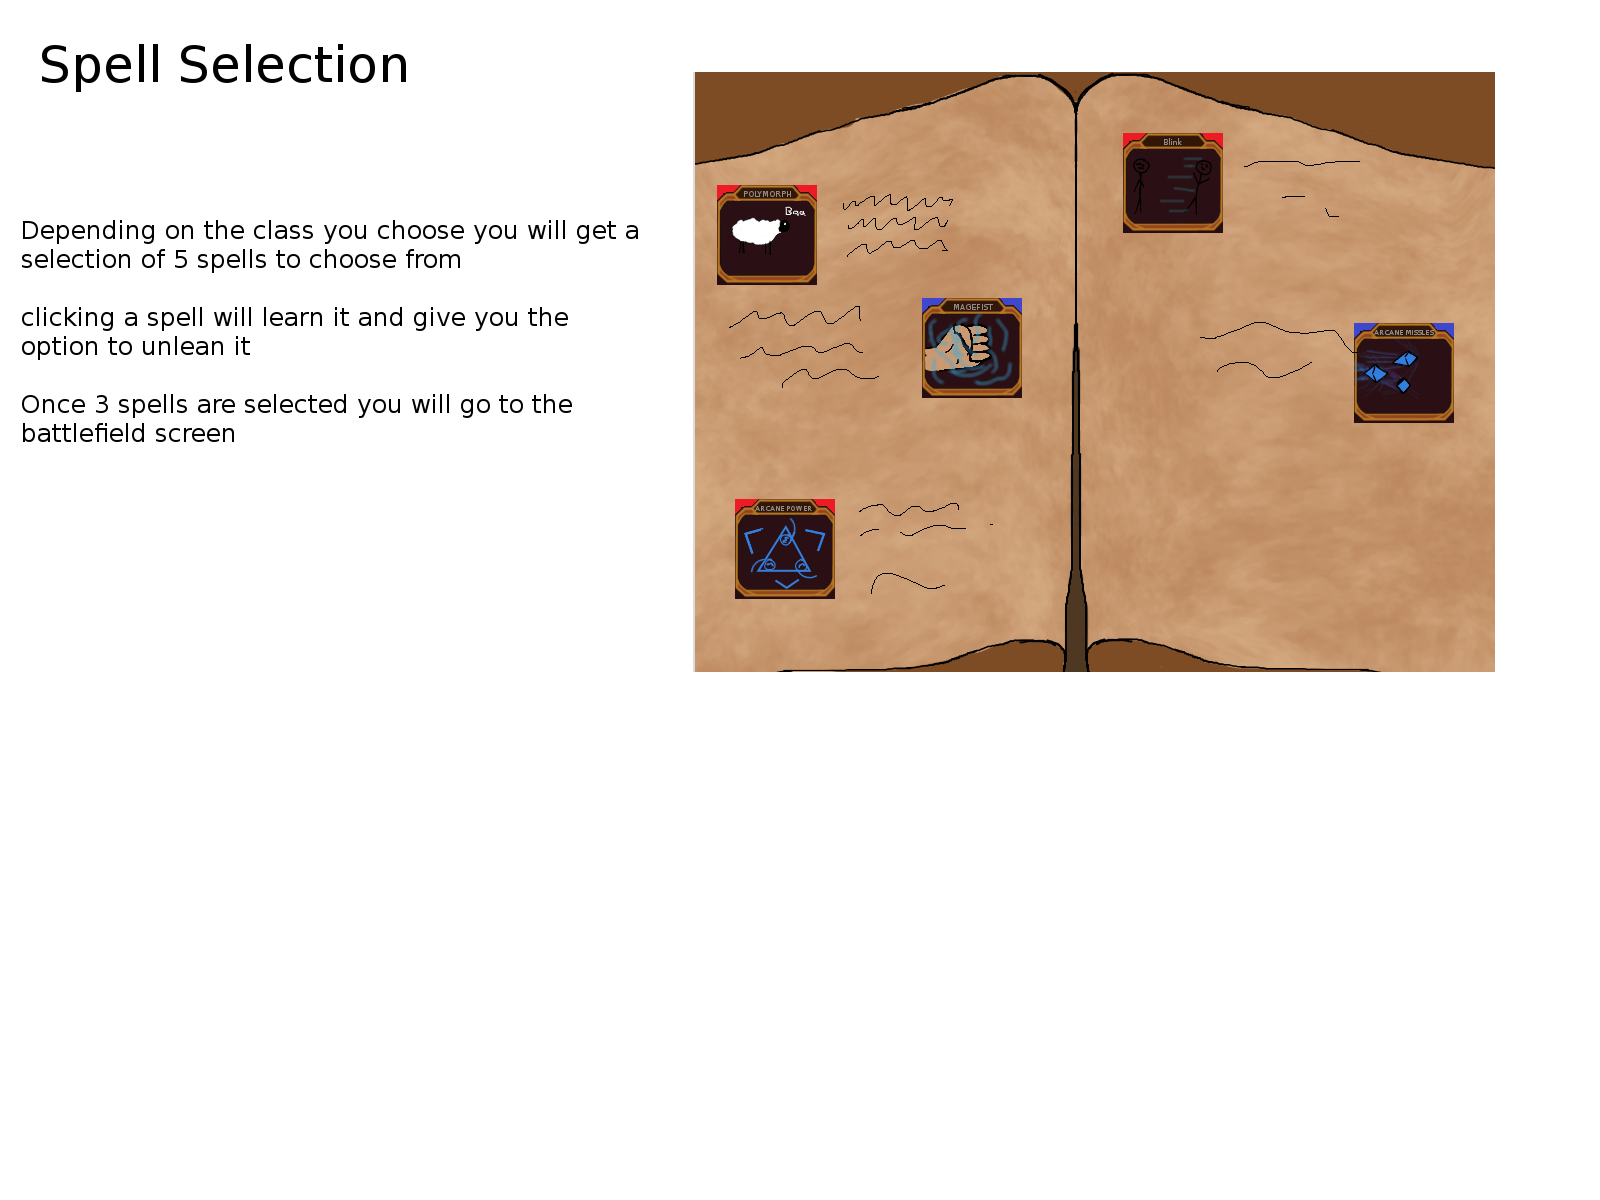 Spell Selection
Depending on the class you choose you will get a
selection of 5 spells to choose from
clicking a spell will learn it and give you the
option to unlean it
Once 3 spells are selected you will go to the
battlefield screen
POLYMORPH
Baa
MAGEFIST
ARCANE POWER
Blink
ARCANE MISSLES